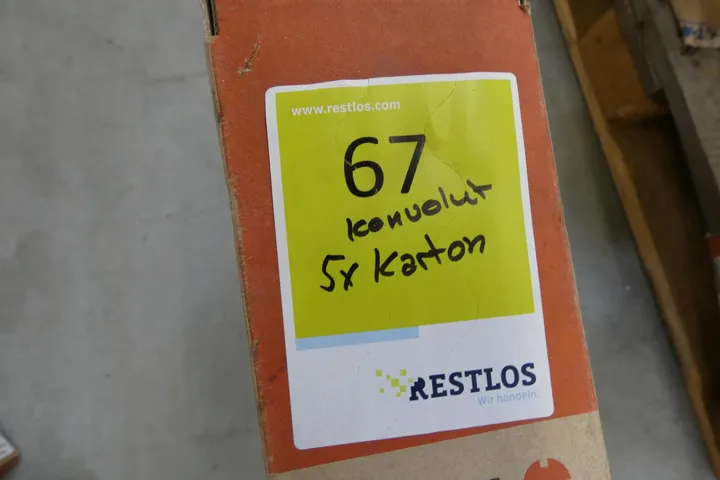 www.restlos.com
67
Konvolut
5x Karton
RESTLOS
Wir handeln.